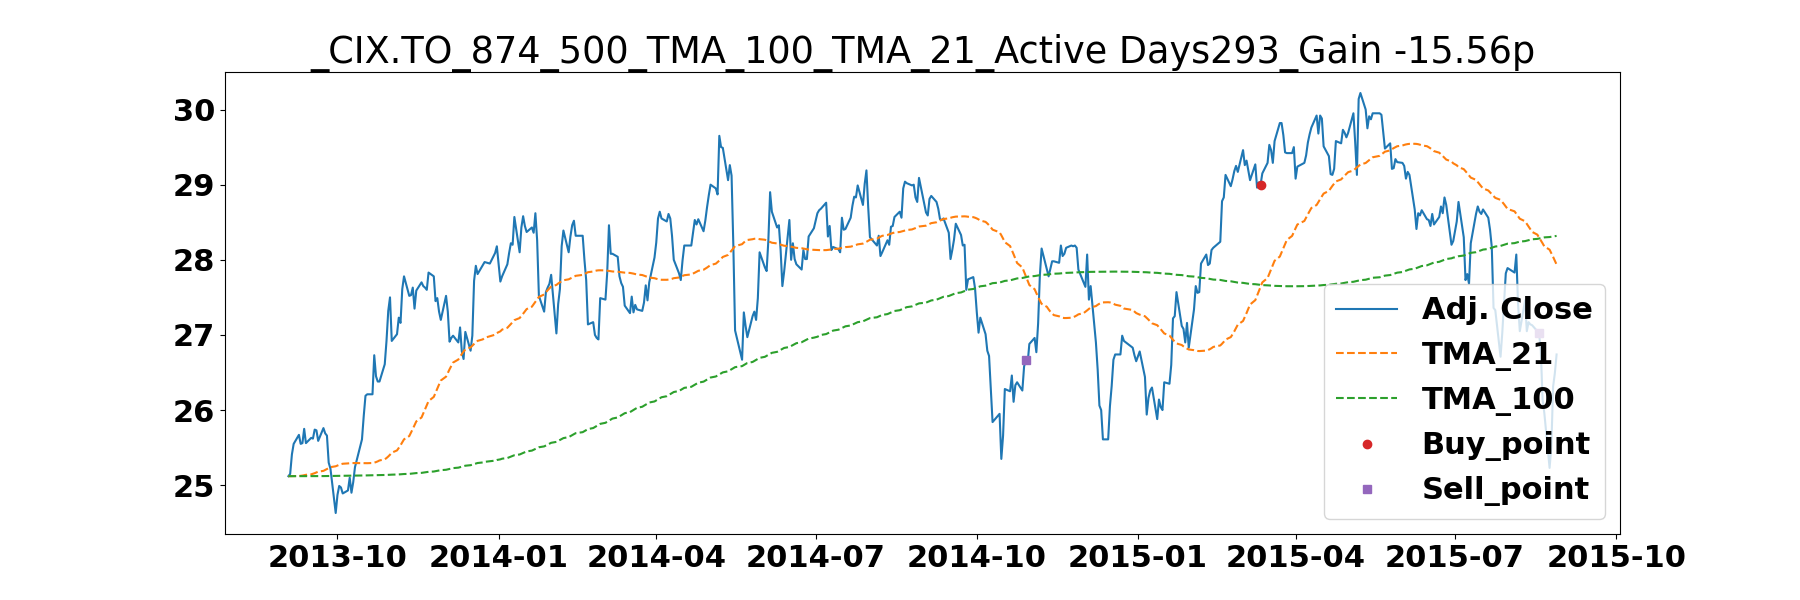 _CIX.TO_874_500_TMA_100_TMA_21_Active Days293_Gain -15.56p
30
29
28
27
26
25
Adj. Close
TMA_21
TMA_100
Buy_point
Sell_point
2013-10 2014-01 2014-04 2014-07 2014-10 2015-01 2015-04 2015-07 2015-10